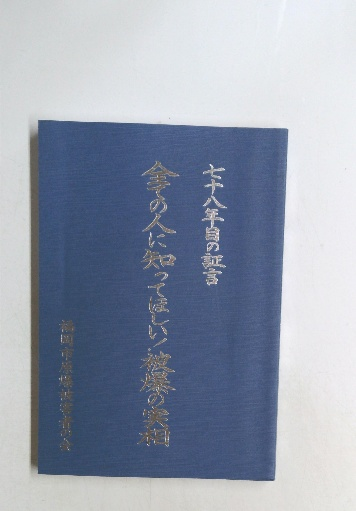 七十八年目の証言
全ての人に知ってほしい!被爆の実相
福岡市原爆被害者の会